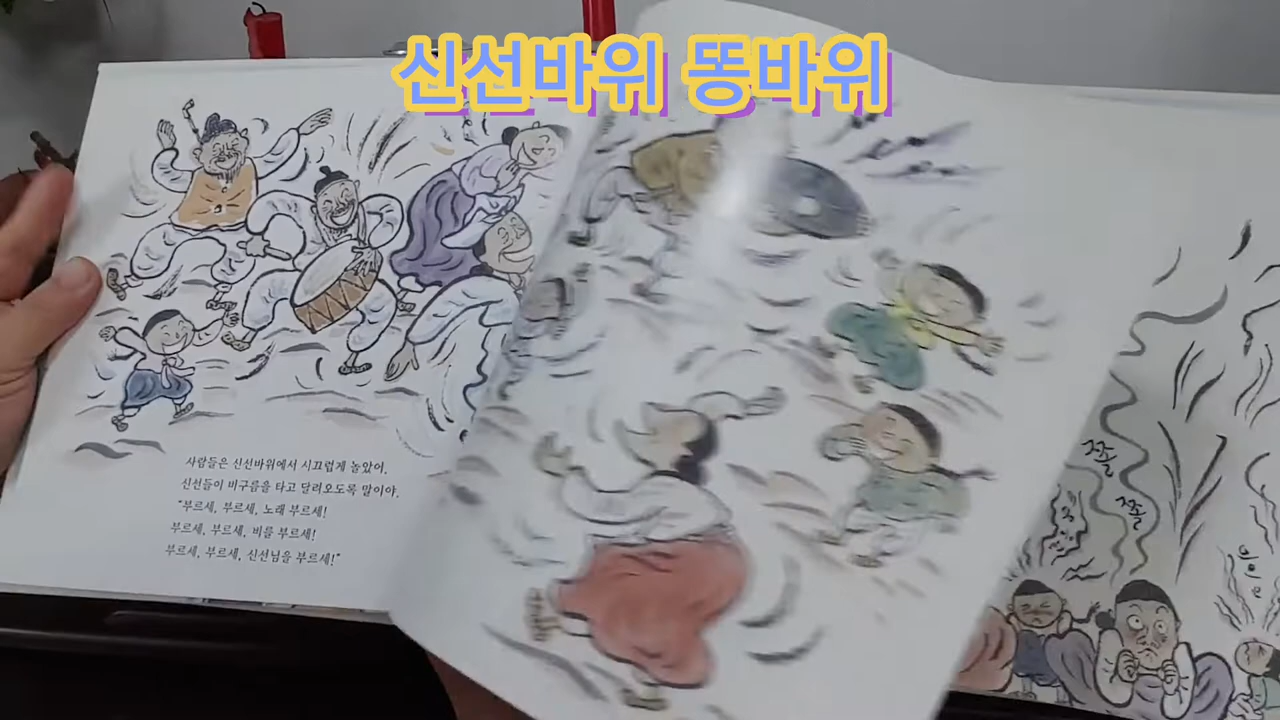 신선바위 똥바위
사람들은 신선바위에서 시끄럽게 놀았어.
신선들이 비구름을 타고 달려오도록 말이야.
"부르세, 부르세, 노래 부르세!
부르세, 부르세, 비를 부르세!
부르세, 부르세, 신선님을 부르세!"
쫄
쫄